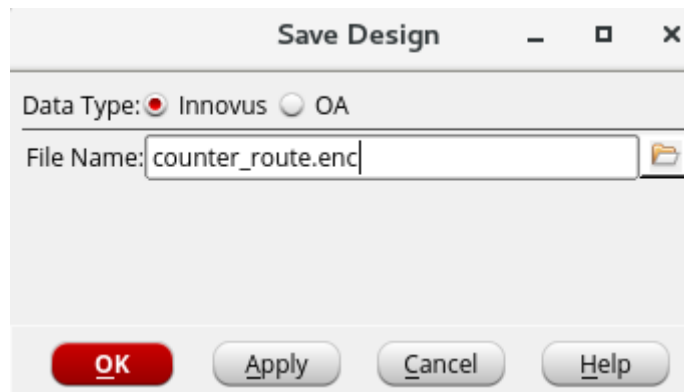 Save Design
Data Type: Innovus OA
File Name: counter_route.enc
OK Apply Cancel Help